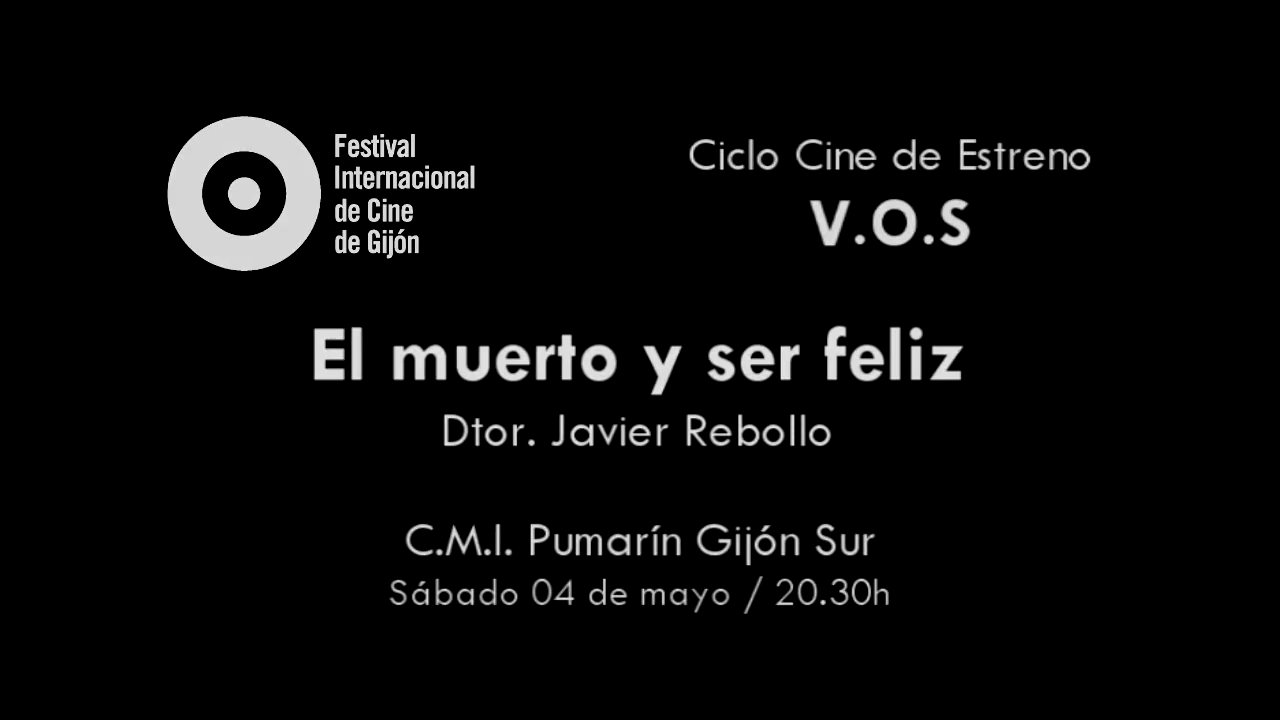 Festival
Internacional
de Cine
de Gijón
Ciclo Cine de Estreno
V.O.S
El muerto y ser feliz
Dtor. Javier Rebollo
C.M.I. Pumarín Gijón Sur
Sábado 04 de mayo / 20.30h